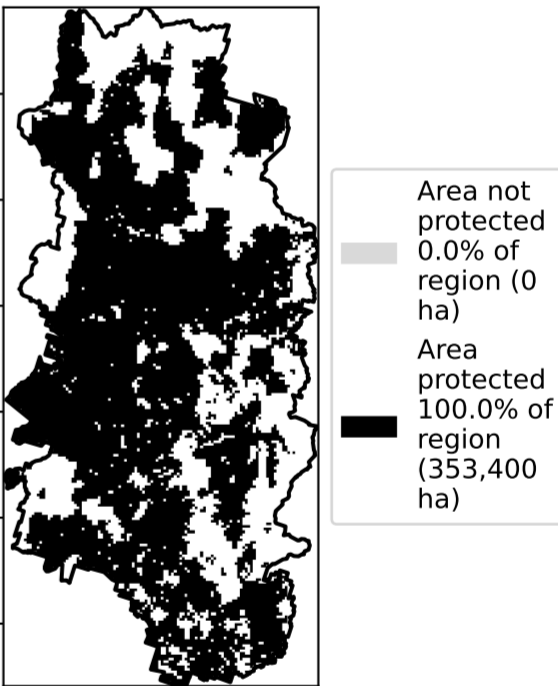 Area not
protected
0.0% of
region (0
ha)
Area
protected
100.0% of
region
(353,400
ha)